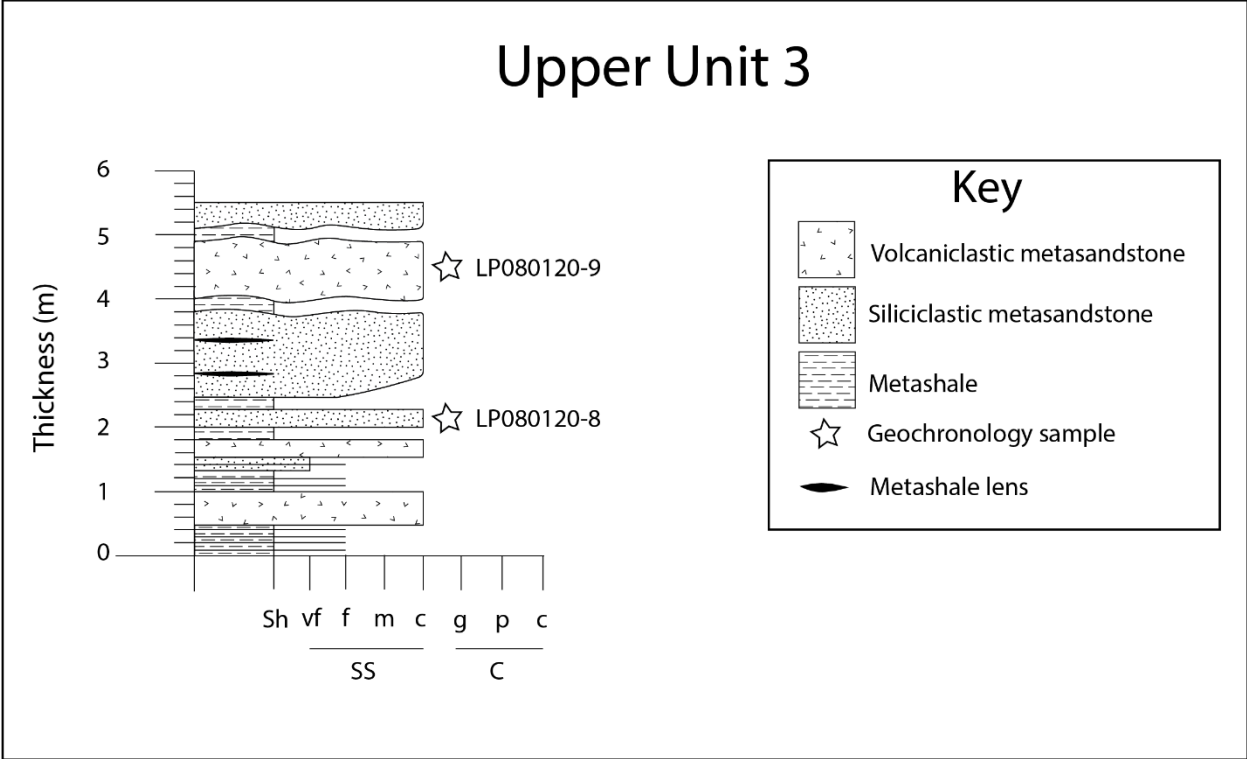 Upper Unit 3
Thickness (m)
6
5
4
3
2
1
0
LP080120-9
LP080120-8
Sh vf f m c g p c
SS C
Key
Volcaniclastic metasandstone
Siliciclastic metasandstone
Metashale
Geochronology sample
Metashale lens